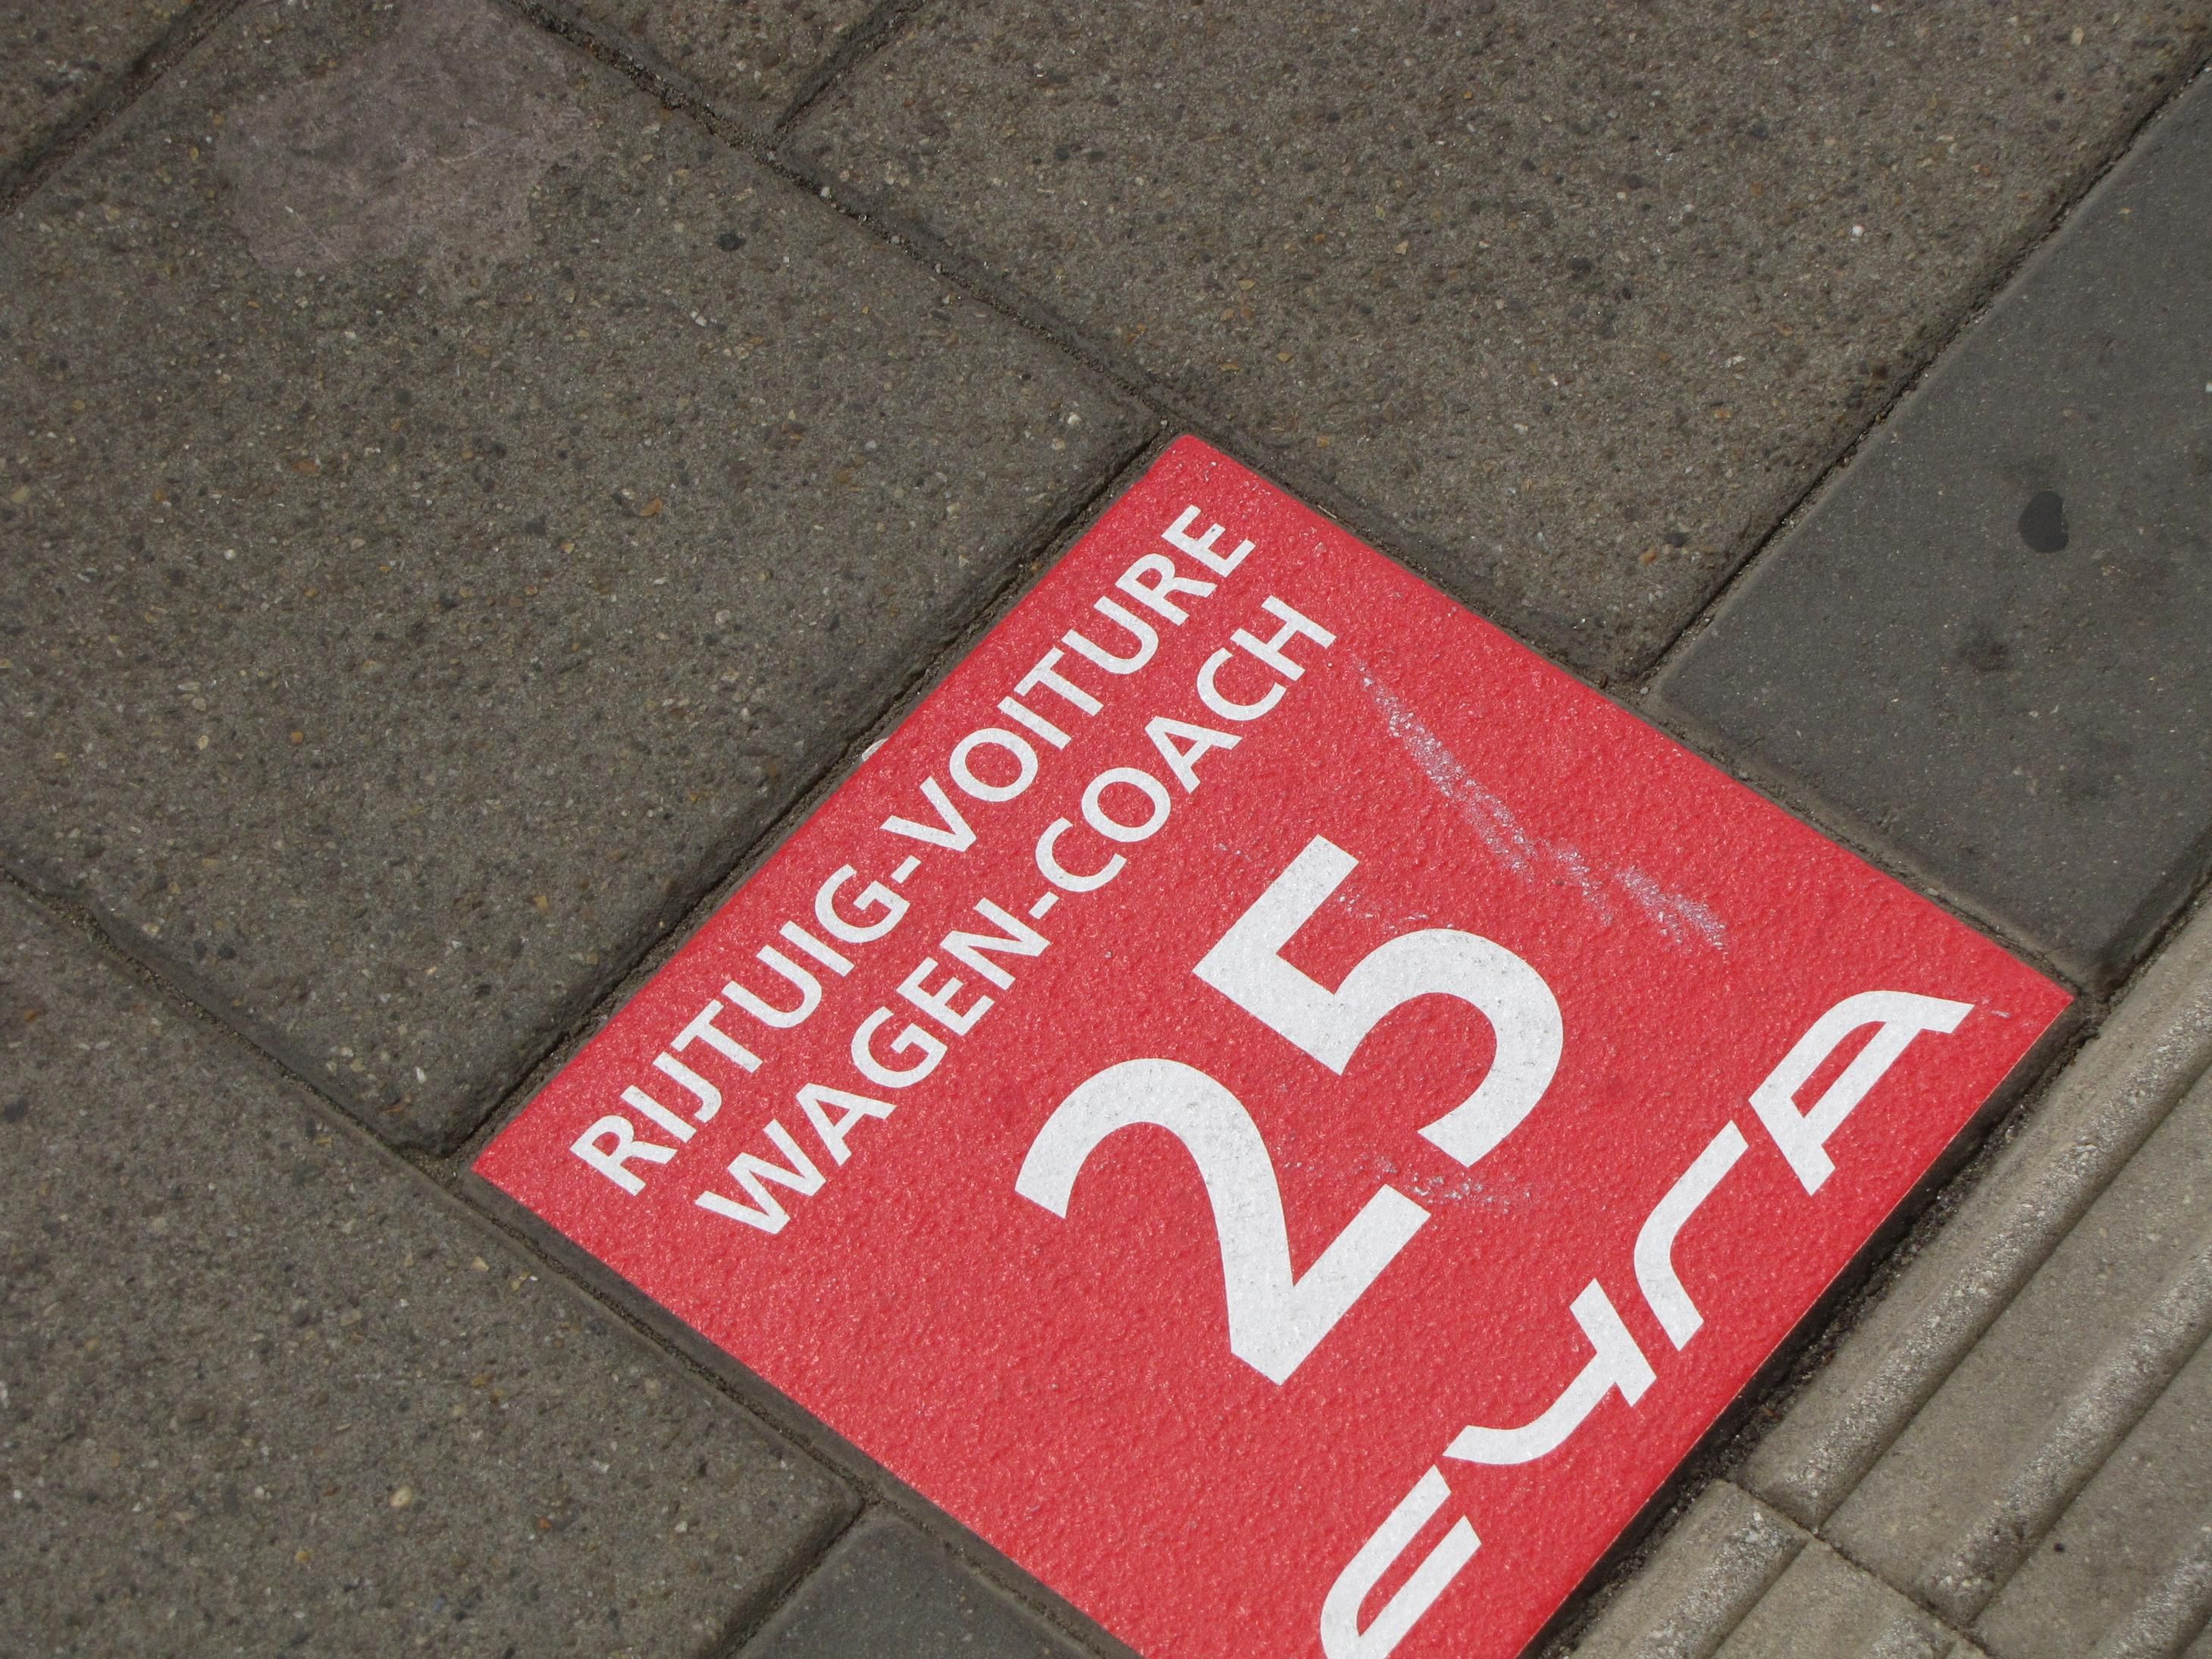 RIJTUIG-VOITURE
WAGEN-COACH
25
FYRA